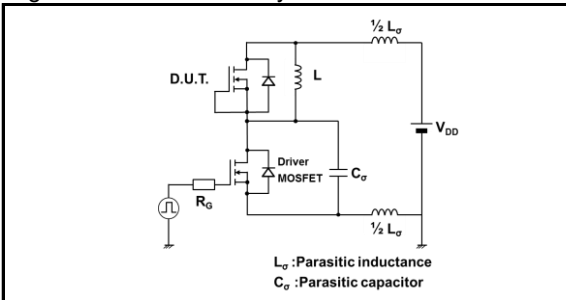 ½ Lσ
D.U.T.
L
VDD
Driver
MOSFET
Cσ
RG
½ Lσ
Lσ :Parasitic inductance
Cσ :Parasitic capacitor